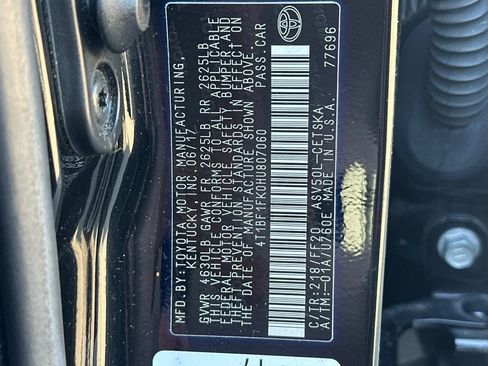 MFD.BY: TOYOTA MOTOR MANUFACTURING,
KENTUCKY, INC. 06/17
GVWR 4630LB GAWR FR 2625LB RR 2625LB
THIS VEHICLE CONFORMS TO ALL APPLICABLE
FEDERAL MOTOR VEHICLE SAFETY, BUMPER, AND
THEFT PREVENTION STANDARDS IN EFFECT ON
THE DATE OF MANUFACTURE SHOWN ABOVE.
4T1BF1FK0HU807060 PASS.CAR
C/TR: 218/FF20 ASV50L-CETSKA
A/TM: -01A/U760E MADE IN U.S.A.
77696